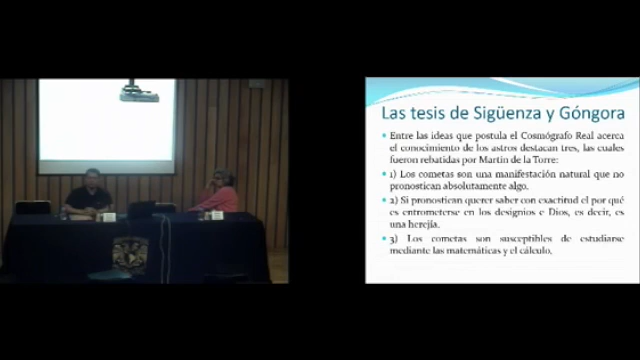 Las tesis de Sigüenza y Góngora
Entre las ideas que postula el Cosmógrafo Real acerca
el conocimiento de los astros destacan tres, las cuales
fueron rebatidas por Martin de la Torre:
1) Los cometas son una manifestación natural que no
pronostican absolutamente algo.
2) Si pronostican querer saber con exactitud el por qué
es entrometerse en los designios e Dios, es decir, es
una herejía.
3) Los cometas son susceptibles de estudiarse
mediante las matemáticas y el cálculo.